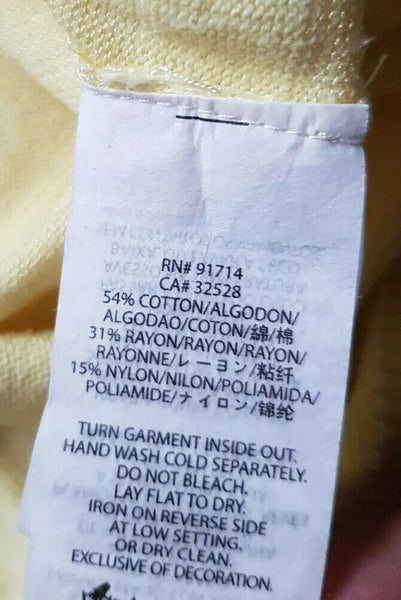 RN# 91714
CA# 32528
54% COTTON/ALGODON/
ALGODAO/COTON/綿/棉
31% RAYON/RAYON/RAYON/
RAYONNE/レーヨン/粘纤
15% NYLON/NILON/POLIAMIDA/
POLIAMIDE/ナイロン/锦纶
TURN GARMENT INSIDE OUT.
HAND WASH COLD SEPARATELY.
DO NOT BLEACH.
LAY FLAT TO DRY.
IRON ON REVERSE SIDE
AT LOW SETTING.
OR DRY CLEAN.
EXCLUSIVE OF DECORATION.